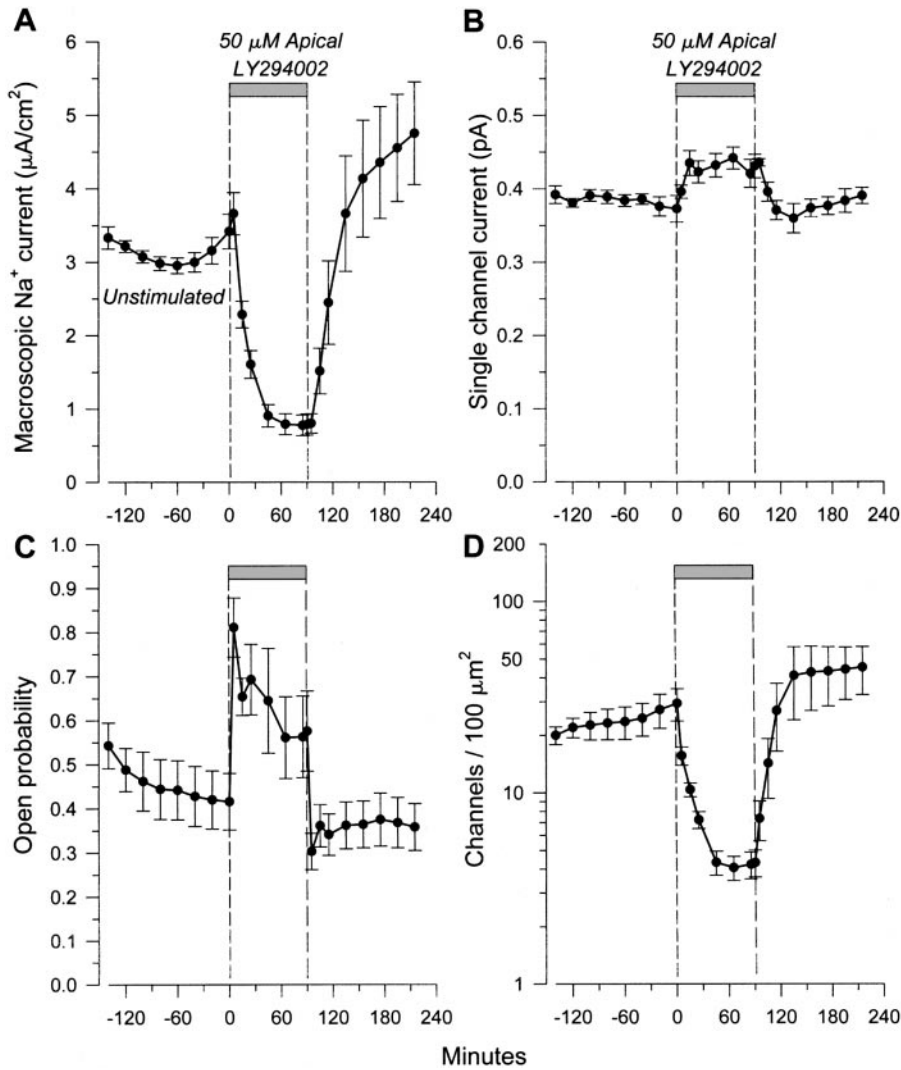 A
50 μM Apical
LY294002
Macroscopic Na+ current (μA/cm2)
6
5
4
3
2
1
0
Unstimulated
-120 -60 0 60 120 180 240
B
50 μM Apical
LY294002
Single channel current (pA)
0.6
0.5
0.4
0.3
0.2
0.1
0.0
-120 -60 0 60 120 180 240
C
Open probability
1.0
0.9
0.8
0.7
0.6
0.5
0.4
0.3
0.2
0.1
0.0
-120 -60 0 60 120 180 240
D
Channels / 100 μm2
200
100
50
10
1
-120 -60 0 60 120 180 240
Minutes